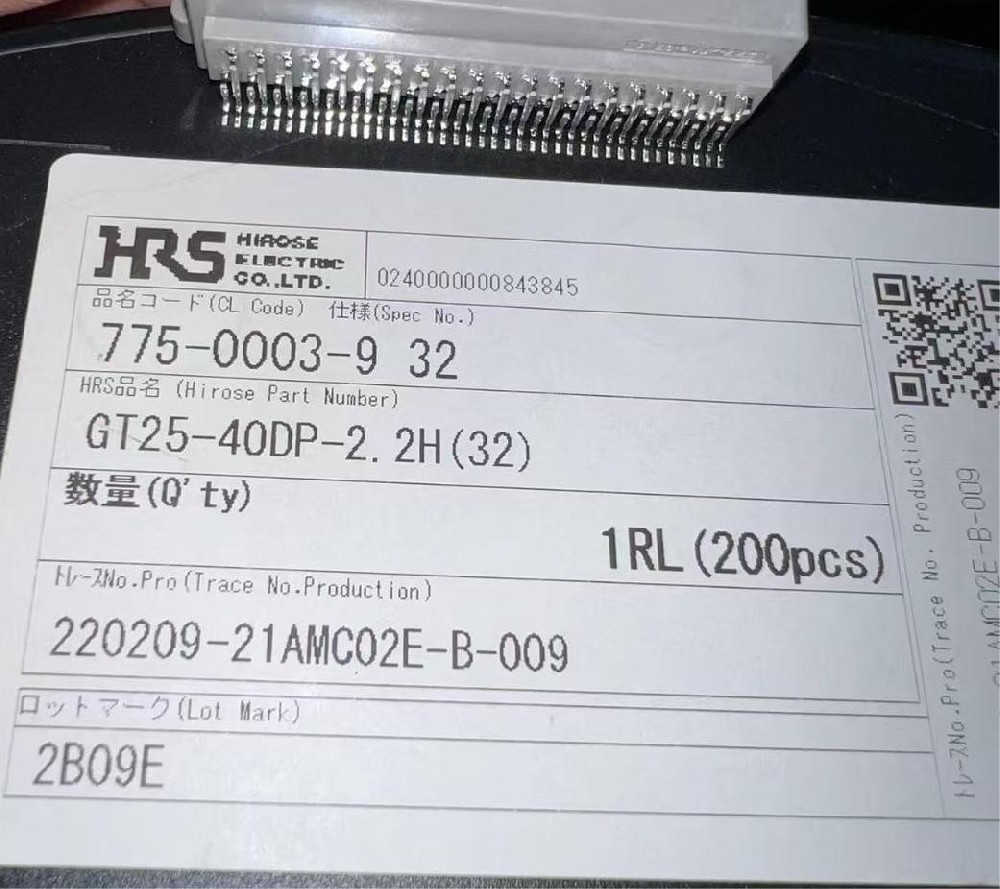 HRS
HIROSE
ELECTRIC
CO.,LTD.
0240000000843845
品名コード(CL Code) 仕様(Spec No.)
775-0003-9 32
HRS品名 (Hirose Part Number)
GT25-40DP-2.2H(32)
数量(Q'ty)
1RL(200pcs)
トレースNo.Pro(Trace No.Production)
220209-21AMC02E-B-009
ロットマーク(Lot Mark)
2B09E
トレースNo.Pro(Trace No. Production)
21AMC02E-B-009